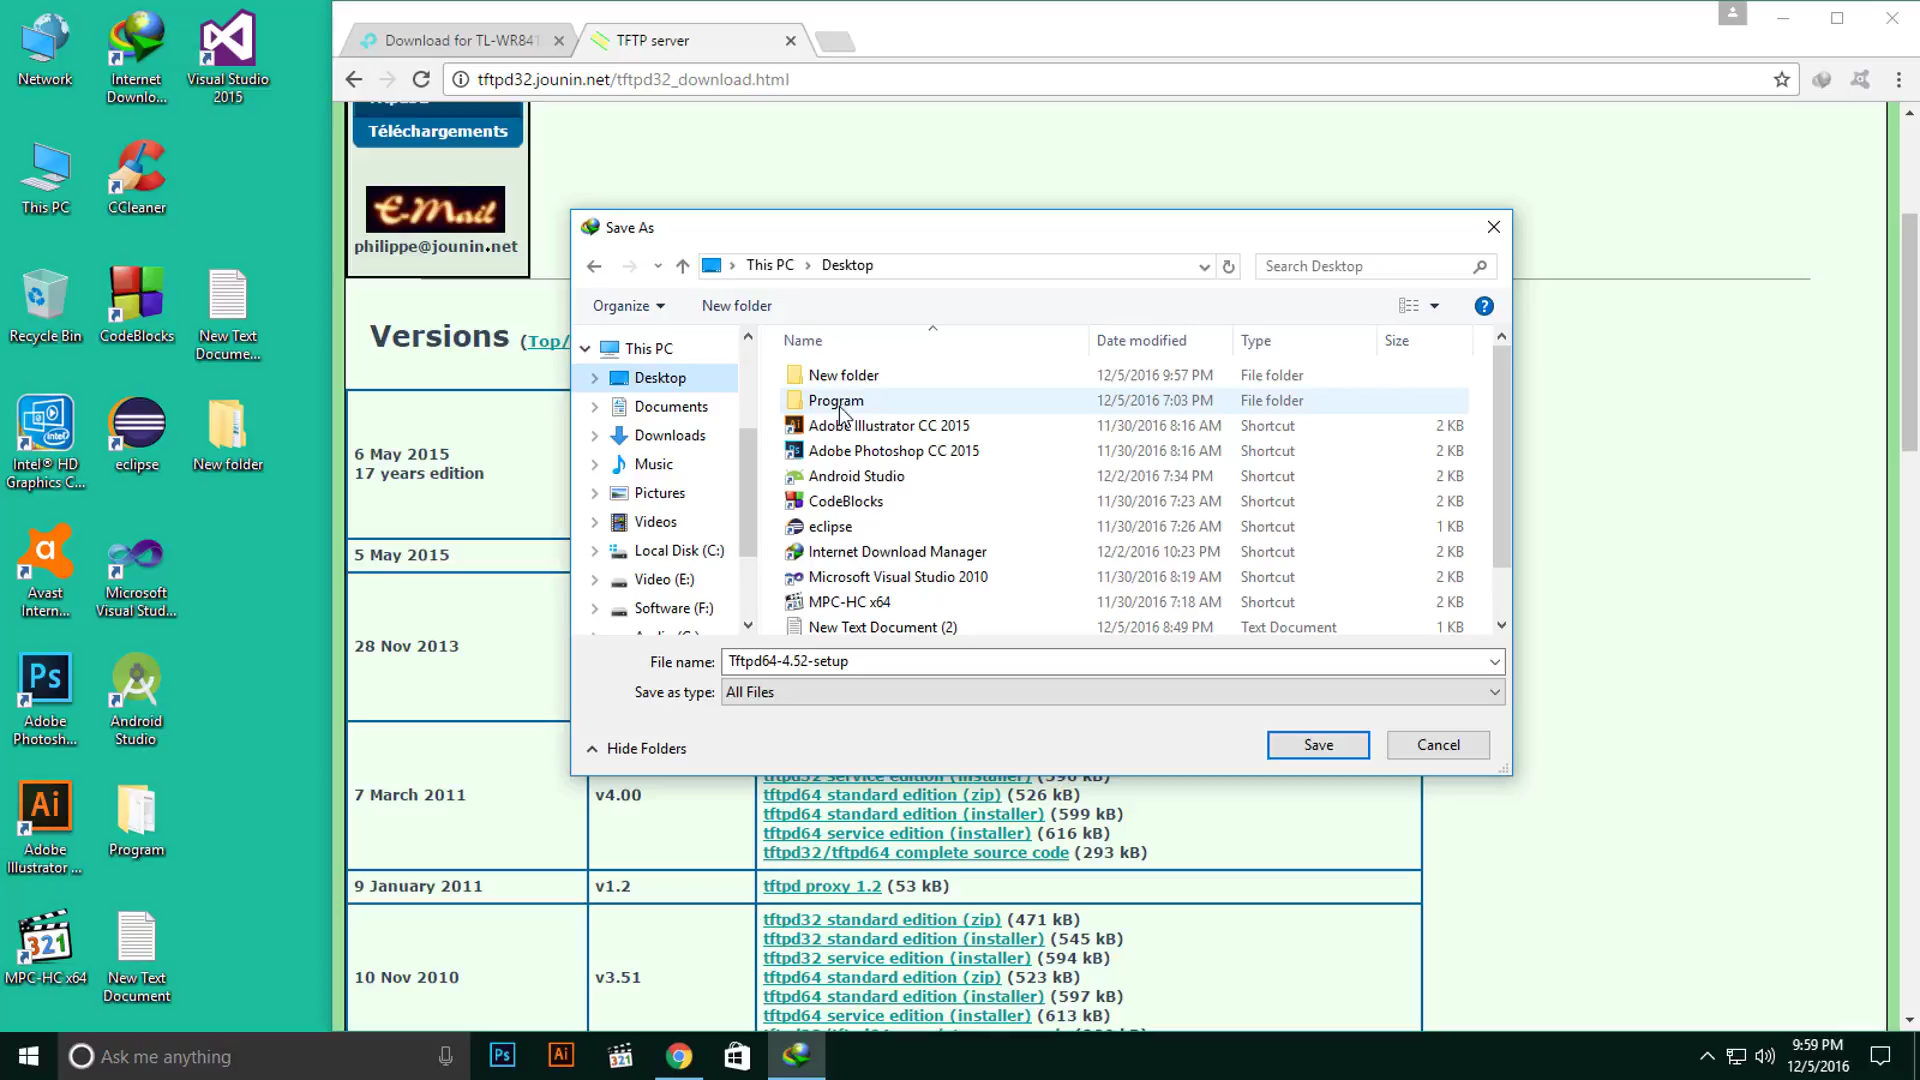 Network
Internet
Downlo...
Visual Studio
2015
This PC
CCleaner
Recycle Bin
CodeBlocks
New Text
Docume...
Intel® HD
Graphics C...
eclipse
New folder
Avast
Intern...
Microsoft
Visual Stud...
Ps
Adobe
Photosh...
Android
Studio
Ai
Adobe
Illustrator ...
Program
321
MPC-HC x64
New Text
Document
Download for TL-WR841
TFTP server
tftpd32.jounin.net/tftpd32_download.html
Téléchargements
E-Mail
philippe@jounin.net
Versions (Top/
6 May 2015
17 years edition
5 May 2015
28 Nov 2013
Save As
This PC
Desktop
Search Desktop
Organize
New folder
This PC
Desktop
Documents
Downloads
Music
Pictures
Videos
Local Disk (C:)
Video (E:)
Software (F:)
Name Date modified Type Size
New folder 12/5/2016 9:57 PM File folder
Program 12/5/2016 7:03 PM File folder
Adobe Illustrator CC 2015 11/30/2016 8:16 AM Shortcut 2 KB
Adobe Photoshop CC 2015 11/30/2016 8:16 AM Shortcut 2 KB
Android Studio 12/2/2016 7:34 PM Shortcut 2 KB
CodeBlocks 11/30/2016 7:23 AM Shortcut 2 KB
eclipse 11/30/2016 7:26 AM Shortcut 1 KB
Internet Download Manager 12/2/2016 10:23 PM Shortcut 2 KB
Microsoft Visual Studio 2010 11/30/2016 8:19 AM Shortcut 2 KB
MPC-HC x64 11/30/2016 7:18 AM Shortcut 2 KB
New Text Document (2) 12/5/2016 8:49 PM Text Document 1 KB
File name: Tftpd64-4.52-setup
Save as type: All Files
Hide Folders
Save
Cancel
tftpd32 service edition (installer) (596 kB)
7 March 2011 v4.00
tftpd64 standard edition (zip) (526 kB)
tftpd64 standard edition (installer) (599 kB)
tftpd64 service edition (installer) (616 kB)
tftpd32/tftpd64 complete source code (293 kB)
9 January 2011 v1.2 tftpd proxy 1.2 (53 kB)
10 Nov 2010 v3.51
tftpd32 standard edition (zip) (471 kB)
tftpd32 standard edition (installer) (545 kB)
tftpd32 service edition (installer) (594 kB)
tftpd64 standard edition (zip) (523 kB)
tftpd64 standard edition (installer) (597 kB)
tftpd64 service edition (installer) (613 kB)
Ask me anything
Ps
Ai
321
9:59 PM
12/5/2016